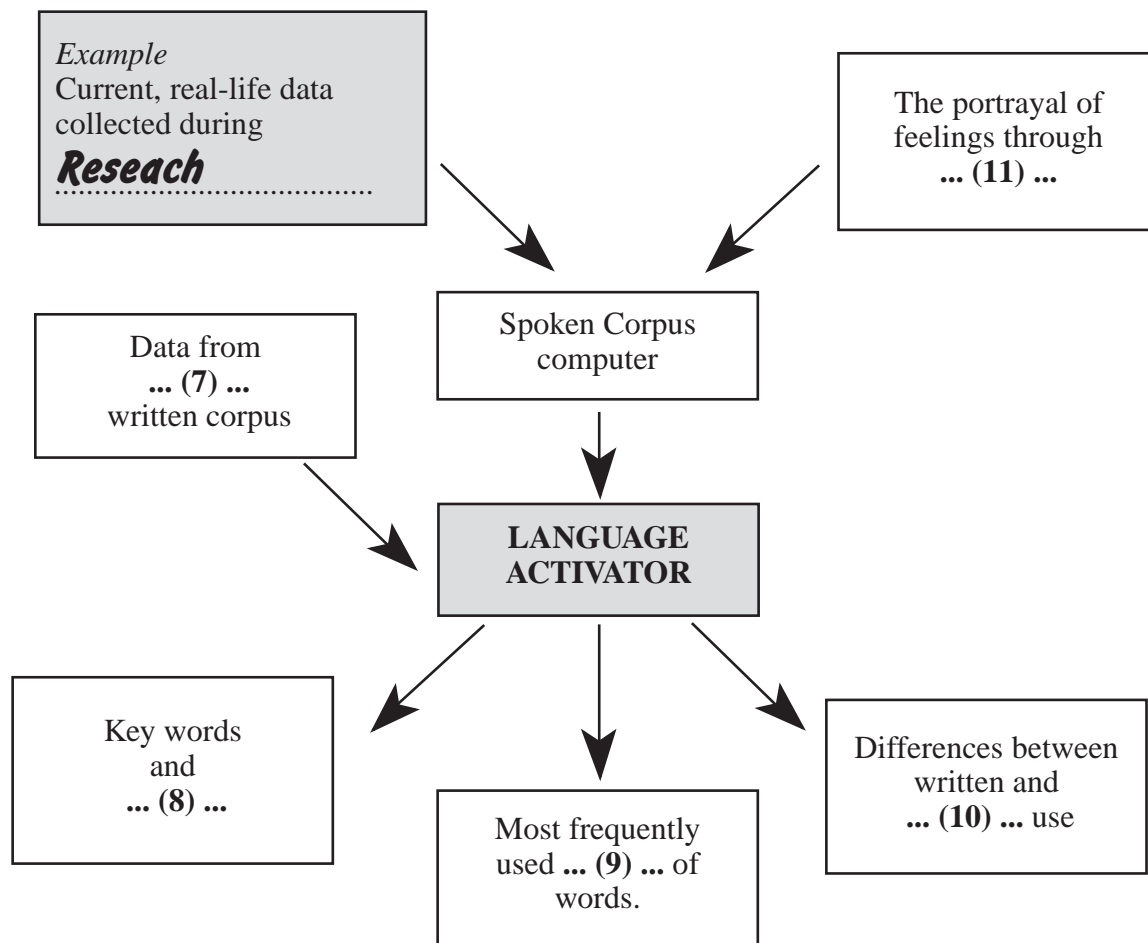 Example
Current, real-life data
collected during
Reseach
The portrayal of
feelings through
... (11) ...
Data from
... (7) ...
written corpus
Spoken Corpus
computer
LANGUAGE
ACTIVATOR
Key words
and
... (8) ...
Most frequently
used ... (9) ... of
words.
Differences between
written and
... (10) ... use